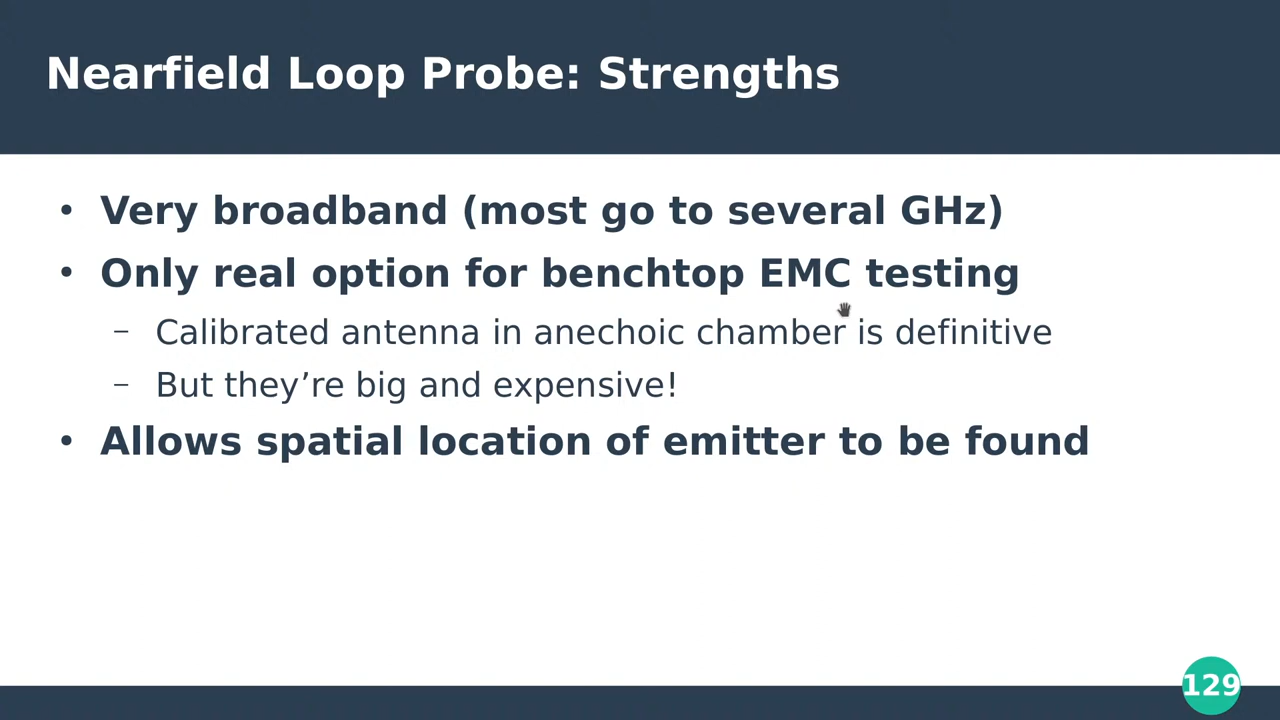 Nearfield Loop Probe: Strengths
• Very broadband (most go to several GHz)
• Only real option for benchtop EMC testing
– Calibrated antenna in anechoic chamber is definitive
– But they’re big and expensive!
• Allows spatial location of emitter to be found
129